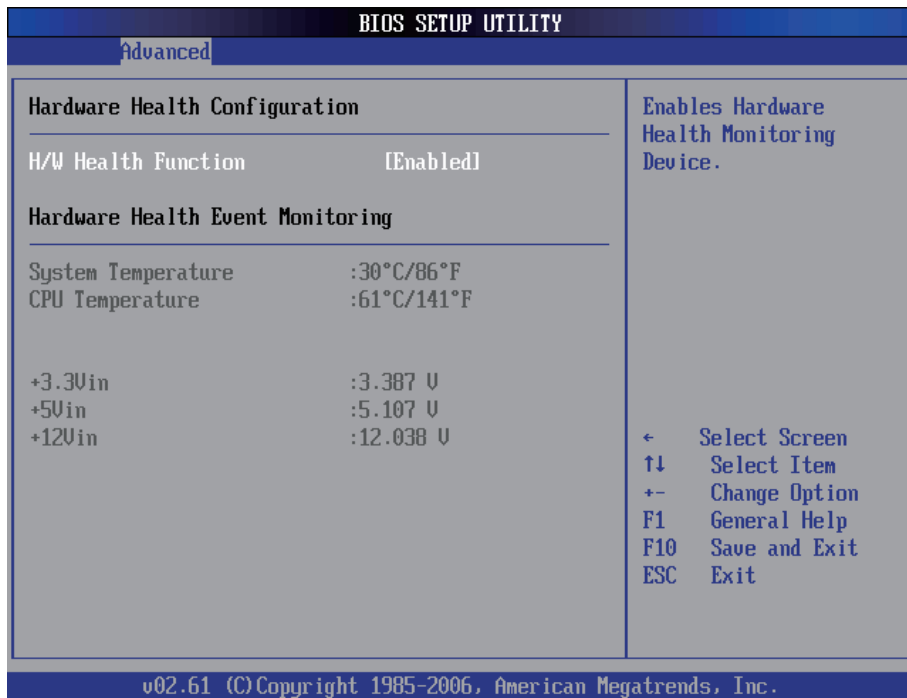 BIOS SETUP UTILITY
Advanced
Hardware Health Configuration
H/W Health Function [Enabled]
Hardware Health Event Monitoring
System Temperature :30°C/86°F
CPU Temperature :61°C/141°F
+3.3Vin :3.387 V
+5Vin :5.107 V
+12Vin :12.038 V
Enables Hardware
Health Monitoring
Device.
← Select Screen
↑↓ Select Item
+- Change Option
F1 General Help
F10 Save and Exit
ESC Exit
v02.61 (C)Copyright 1985-2006, American Megatrends, Inc.